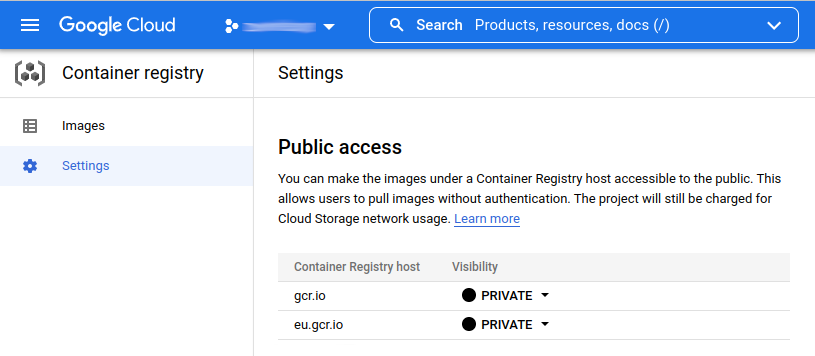 Google Cloud
Search Products, resources, docs (/)
Container registry
Settings
Images
Settings
Public access
You can make the images under a Container Registry host accessible to the public. This
allows users to pull images without authentication. The project will still be charged for
Cloud Storage network usage. Learn more
Container Registry host Visibility
gcr.io PRIVATE
eu.gcr.io PRIVATE